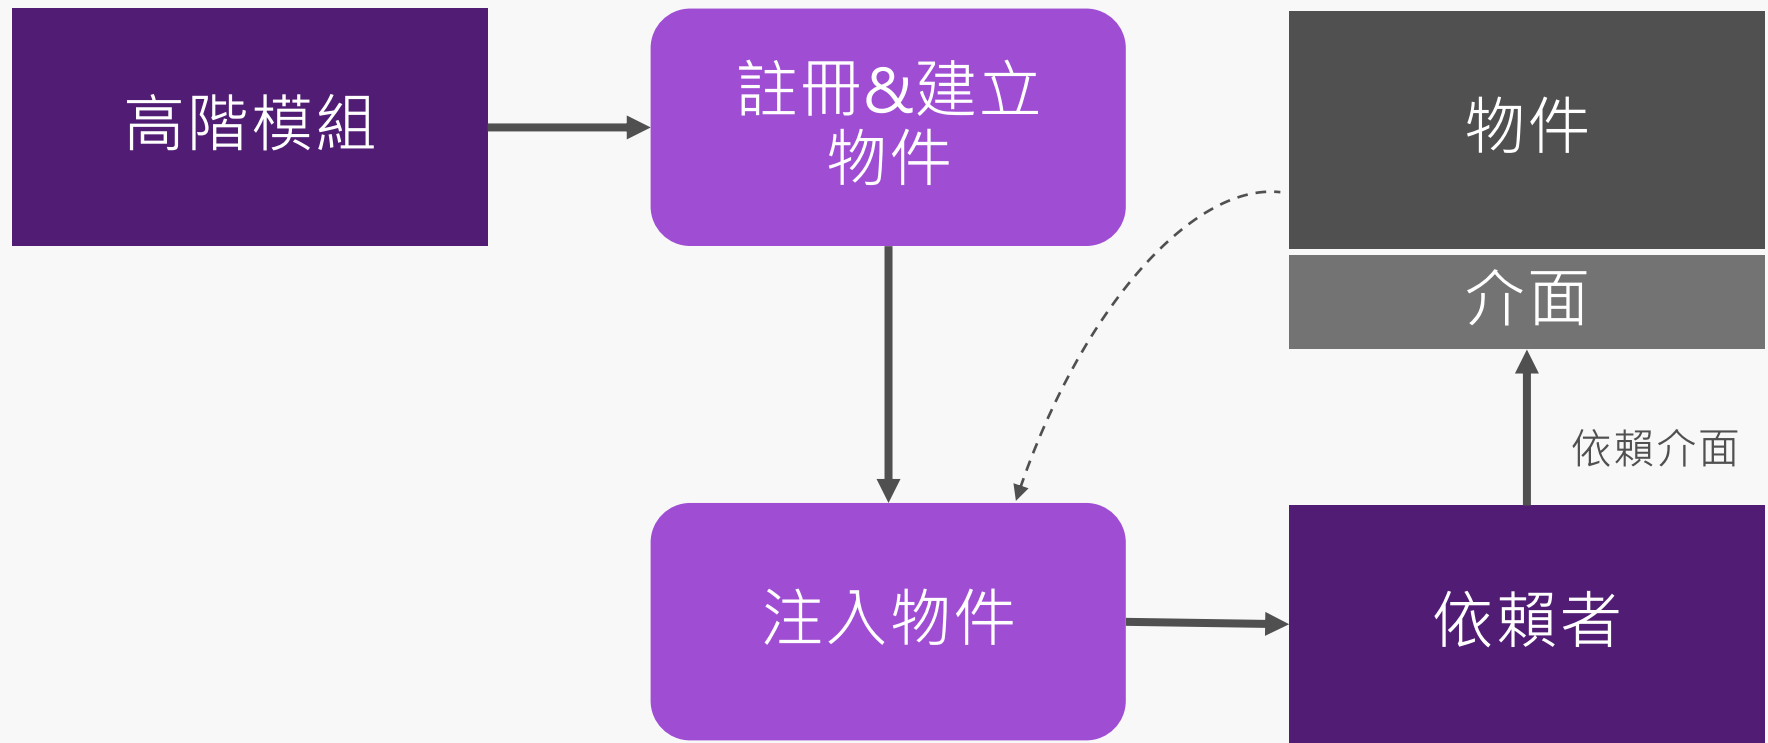 高階模組
註冊&建立
物件
物件
介面
依賴介面
注入物件
依賴者